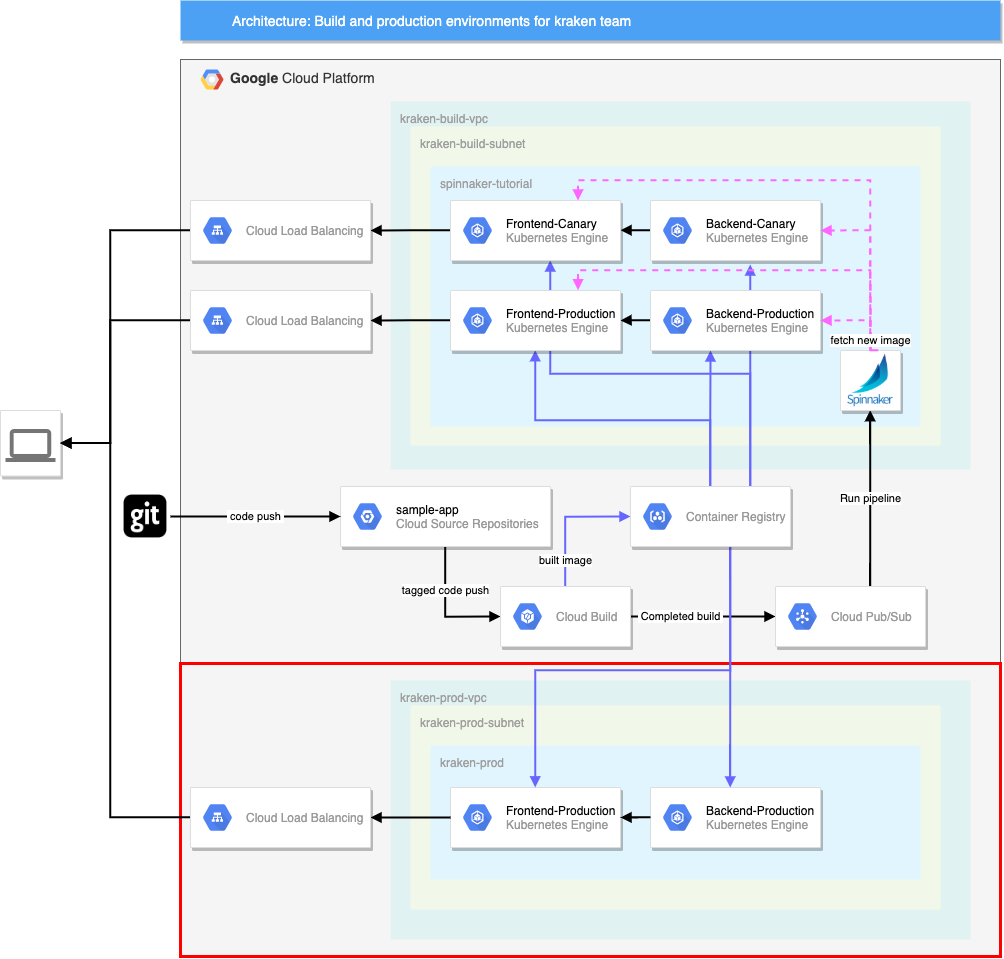 Architecture: Build and production environments for kraken team
Google Cloud Platform
kraken-build-vpc
kraken-build-subnet
spinnaker-tutorial
Cloud Load Balancing
Frontend-Canary
Kubernetes Engine
Backend-Canary
Kubernetes Engine
Cloud Load Balancing
Frontend-Production
Kubernetes Engine
Backend-Production
Kubernetes Engine
fetch new image
Spinnaker
git
code push
sample-app
Cloud Source Repositories
Container Registry
Run pipeline
built image
tagged code push
Cloud Build
Completed build
Cloud Pub/Sub
kraken-prod-vpc
kraken-prod-subnet
kraken-prod
Cloud Load Balancing
Frontend-Production
Kubernetes Engine
Backend-Production
Kubernetes Engine